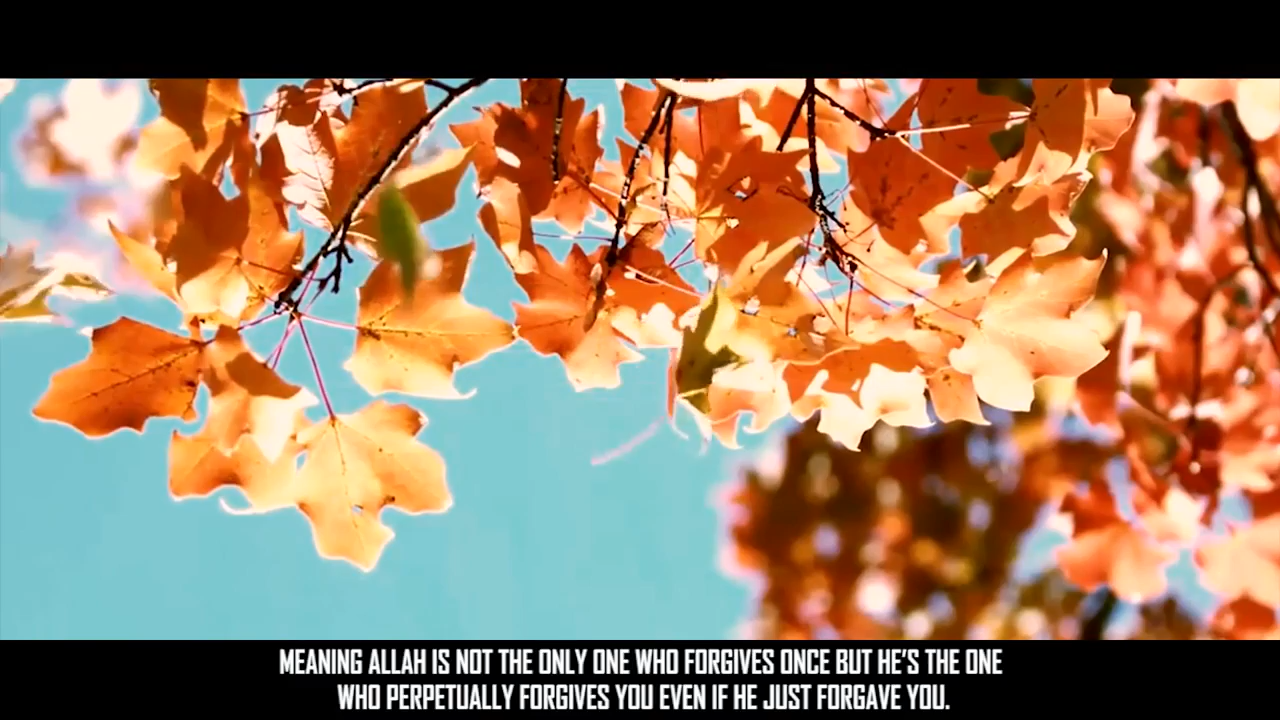 MEANING ALLAH IS NOT THE ONLY ONE WHO FORGIVES ONCE BUT HE'S THE ONE
WHO PERPETUALLY FORGIVES YOU EVEN IF HE JUST FORGAVE YOU.